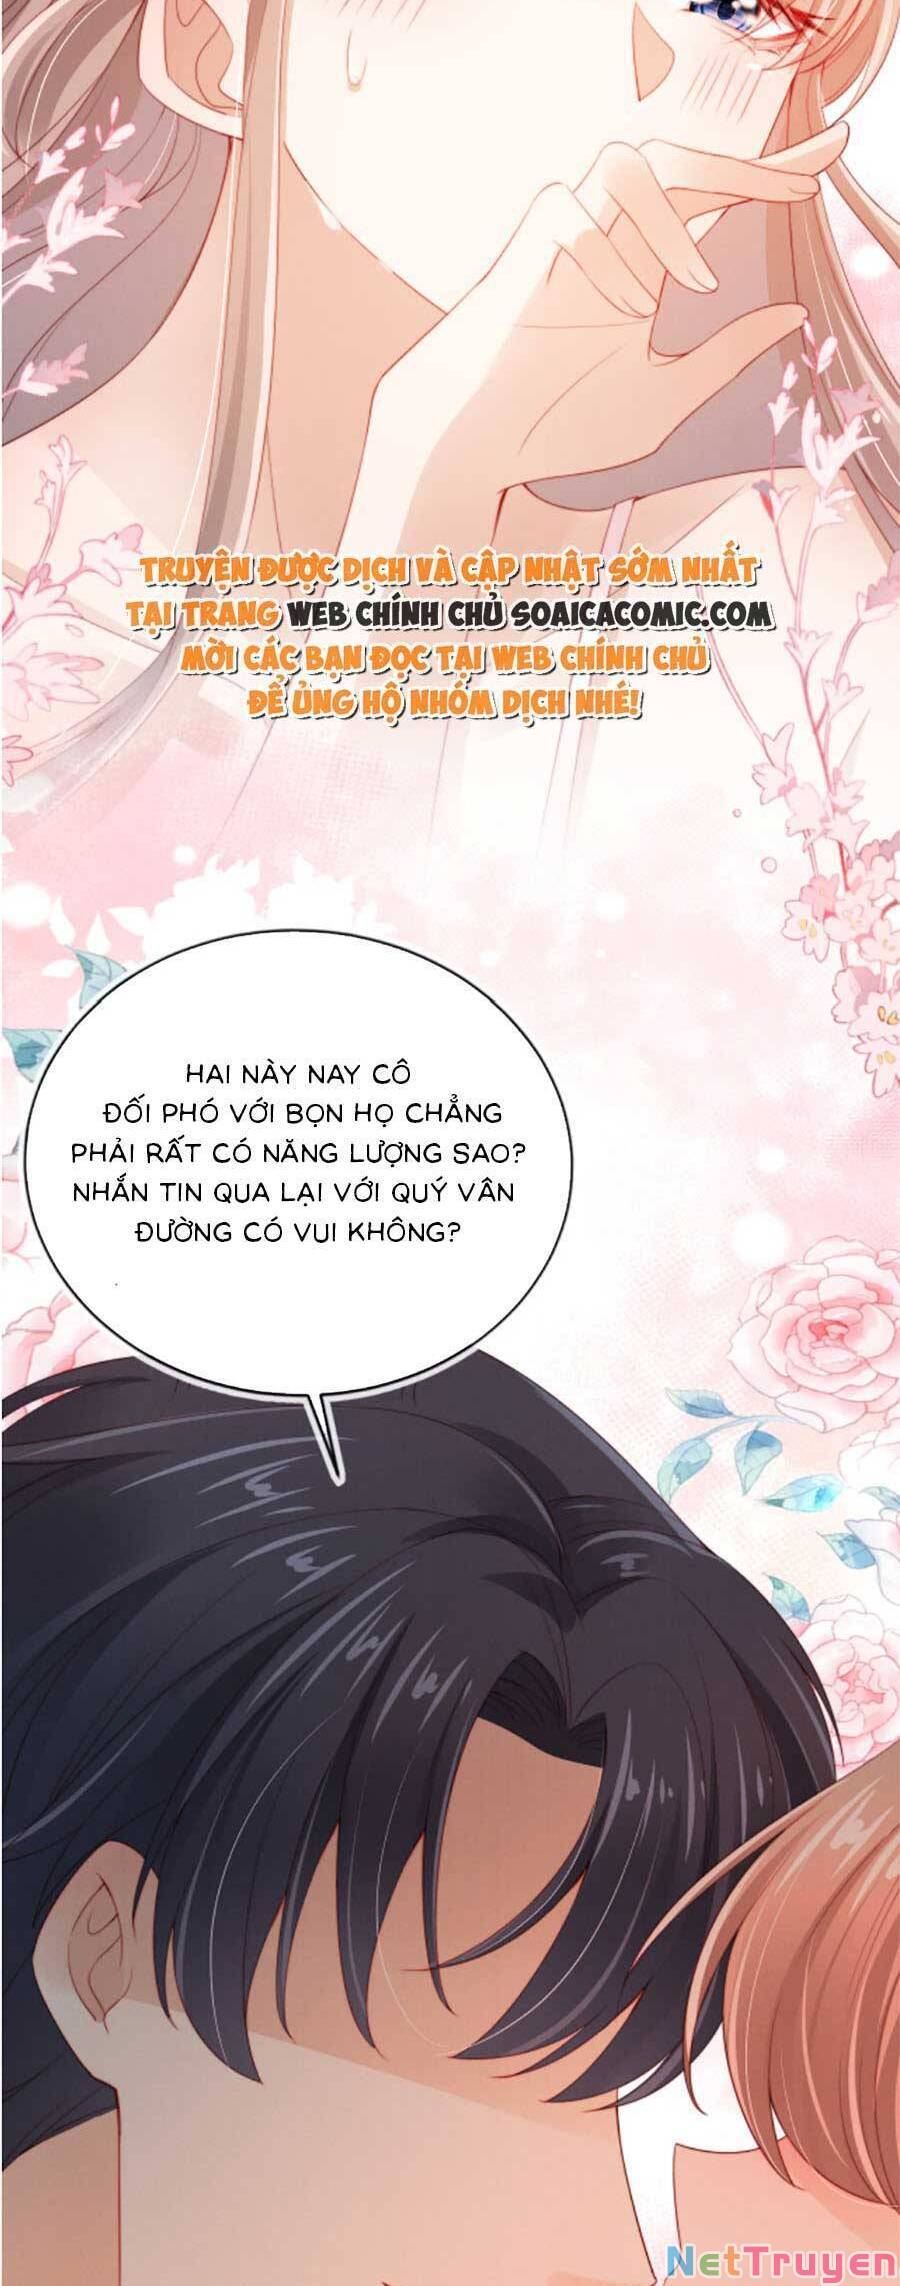 TRUYỆN ĐƯỢC DỊCH VÀ CẬP NHẬT SỚM NHẤT
TẠI TRANG WEB CHÍNH CHỦ SOAICACOMIC.COM
MỜI CÁC BẠN ĐỌC TẠI WEB CHÍNH CHỦ
ĐỂ ỦNG HỘ NHÓM DỊCH NHÉ!
HAI NÀY NAY CÔ
ĐỐI PHÓ VỚI BỌN HỌ CHẲNG
PHẢI RẤT CÓ NĂNG LƯỢNG SAO?
NHẮN TIN QUA LẠI VỚI QUÝ VÂN
ĐƯỜNG CÓ VUI KHÔNG?
NetTruyen